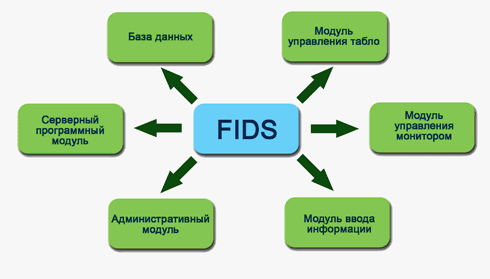 База данных
Модуль
управления табло
Серверный
программный
модуль
FIDS
Модуль
управления
монитором
Административный
модуль
Модуль ввода
информации